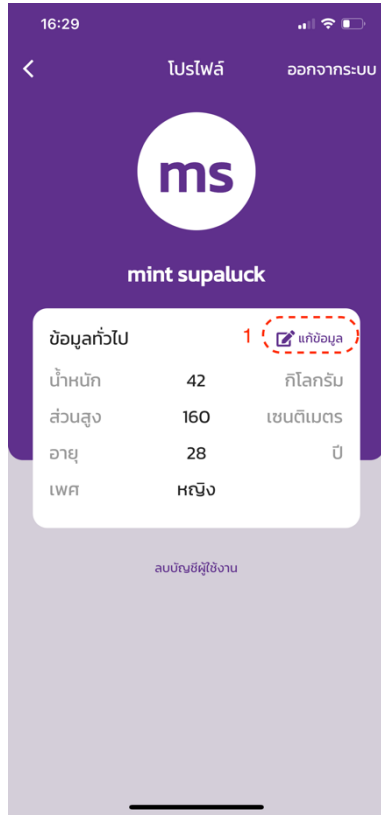 16:29
โปรไฟล์ ออกจากระบบ
ms
mint supaluck
ข้อมูลทั่วไป 1 แก้ข้อมูล
น้ำหนัก 42 กิโลกรัม
ส่วนสูง 160 เซนติเมตร
อายุ 28 ปี
เพศ หญิง
ลบบัญชีผู้ใช้งาน